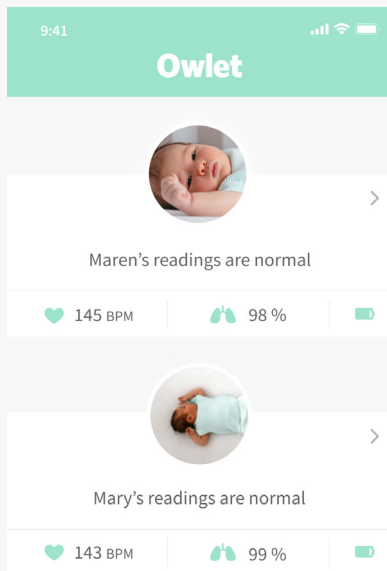 9:41
Owlet
Maren’s readings are normal
145 BPM
98 %
Mary’s readings are normal
143 BPM
99 %